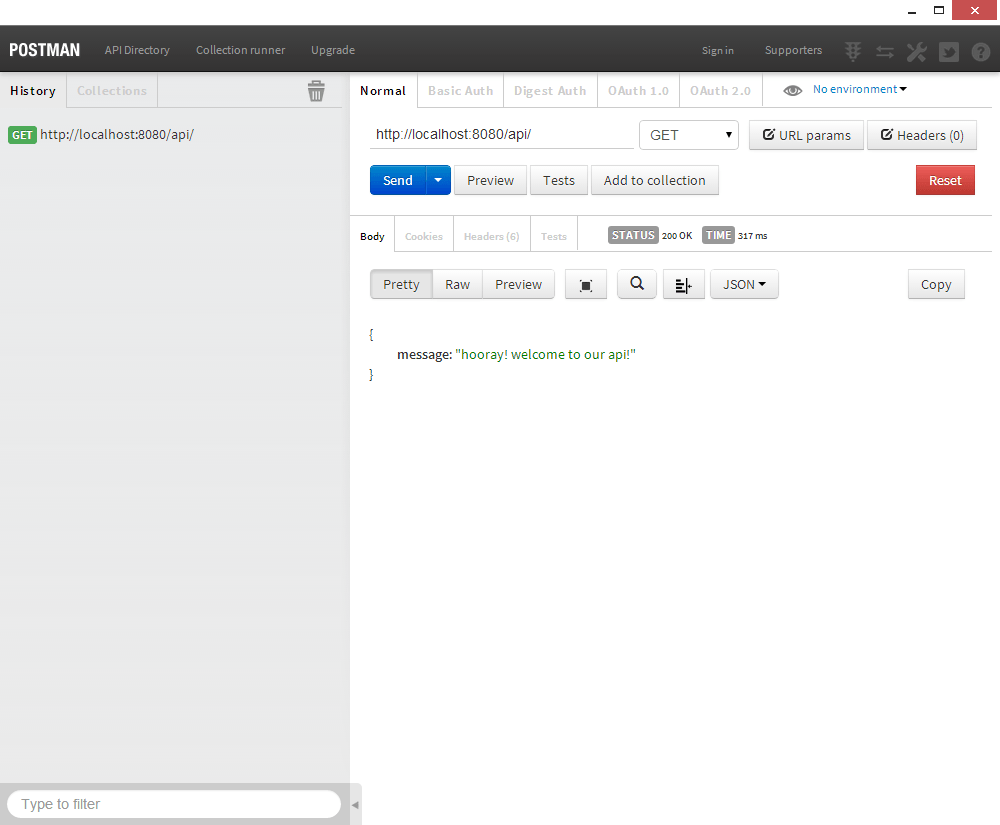 POSTMAN API Directory Collection runner Upgrade Sign in Supporters
History Collections
Normal Basic Auth Digest Auth OAuth 1.0 OAuth 2.0 No environment
GET http://localhost:8080/api/
http://localhost:8080/api/ GET URL params Headers (0)
Send Preview Tests Add to collection Reset
Body Cookies Headers (6) Tests STATUS 200 OK TIME 317 ms
Pretty Raw Preview JSON Copy
{
message: "hooray! welcome to our api!"
}
Type to filter